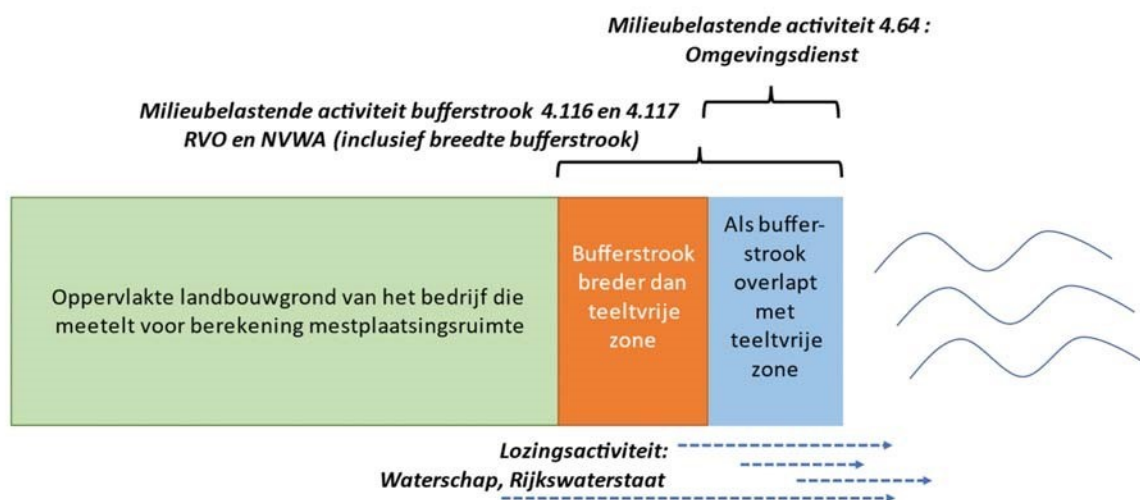 Milieubelastende activiteit 4.64 :
Omgevingsdienst
Milieubelastende activiteit bufferstrook 4.116 en 4.117
RVO en NVWA (inclusief breedte bufferstrook)
Oppervlakte landbouwgrond van het bedrijf die
meetelt voor berekening mestplaatsingsruimte
Bufferstrook
breder dan
teeltvrije
zone
Als buffer-
strook
overlapt
met
teeltvrije
zone
Lozingsactiviteit:
Waterschap, Rijkswaterstaat